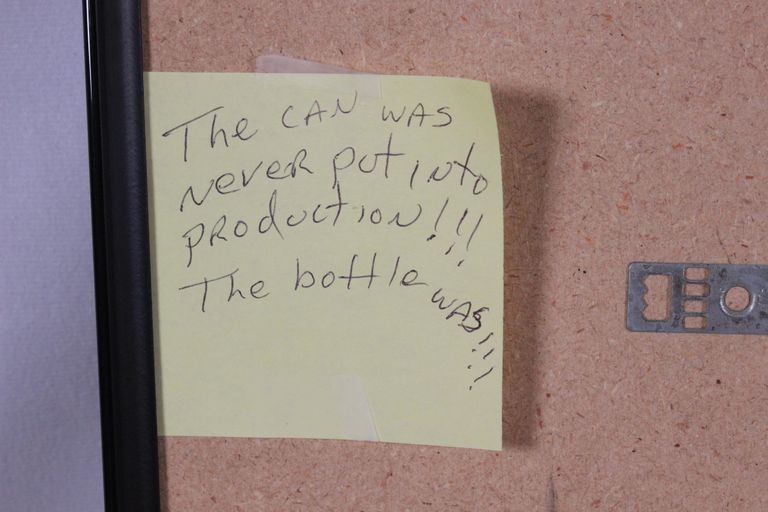 The CAN WAS
NeveR put into
pRoduction!!!
The bottle WAS!!!